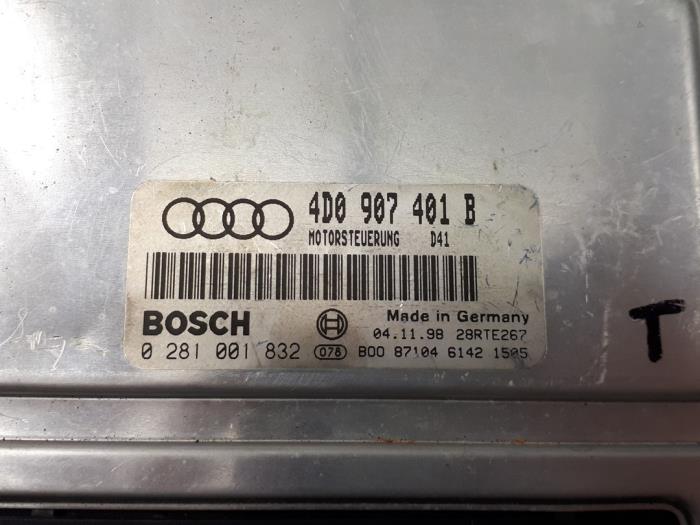 4D0 907 401 B
MOTORSTEUERUNG D41
BOSCH
Made in Germany
04.11.98 28RTE267
0 281 001 832 078 B00 87104 6142 1505
T